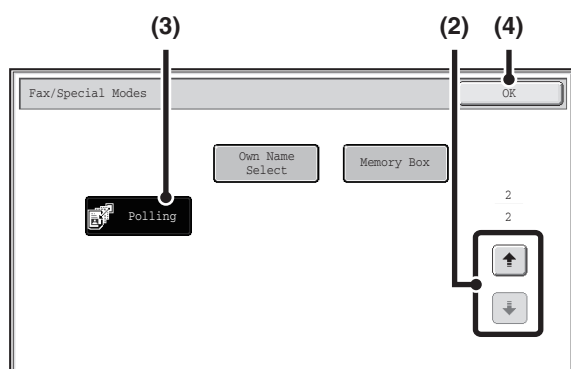 (3)
(2)
(4)
Fax/Special Modes
OK
Own Name
Select
Memory Box
Polling
2
2